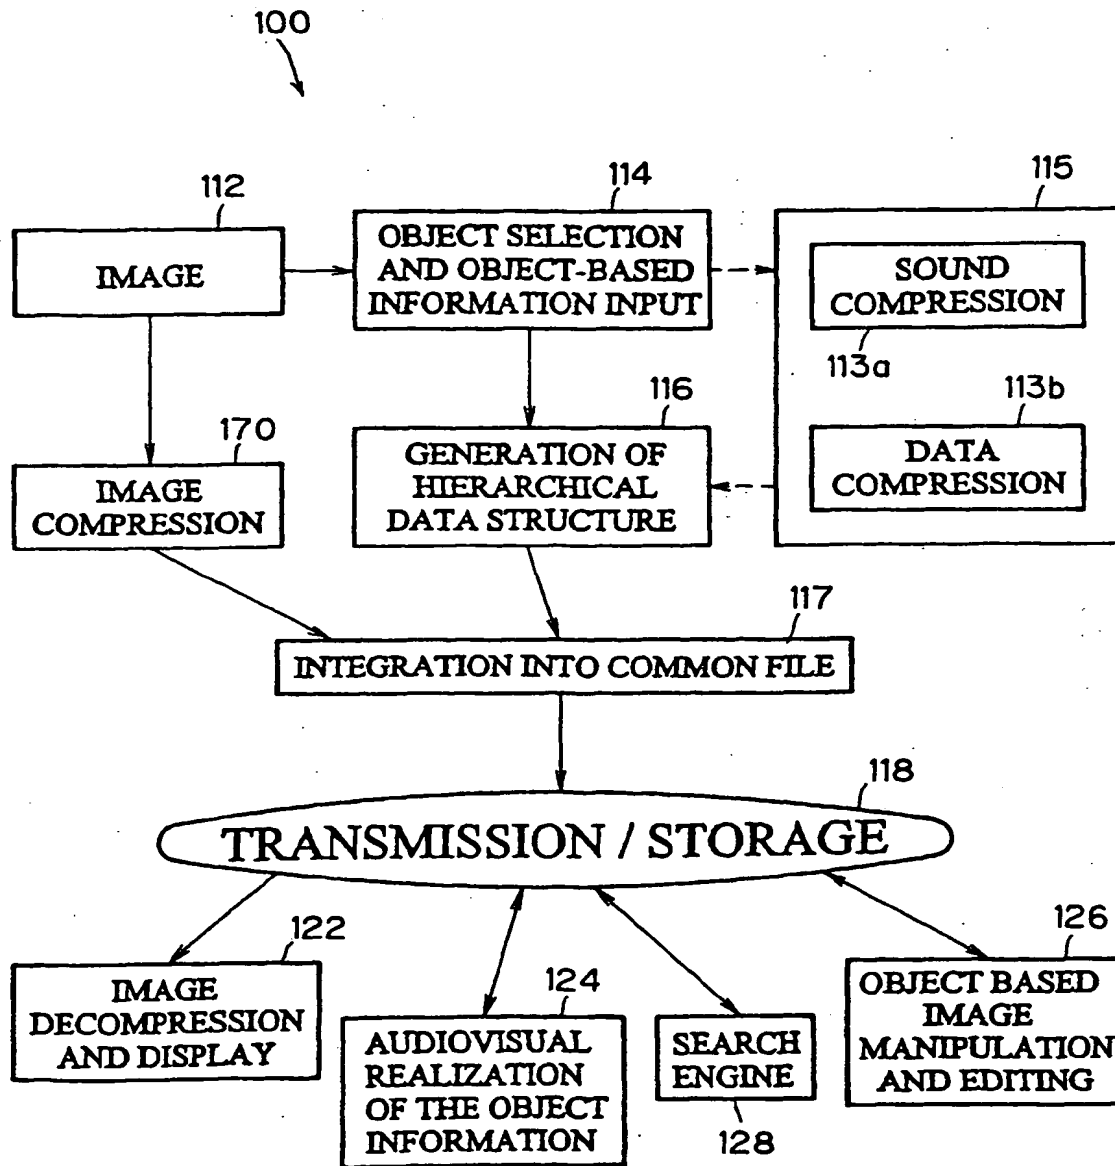 100
112
IMAGE
114
OBJECT SELECTION
AND OBJECT-BASED
INFORMATION INPUT
115
SOUND
COMPRESSION
113a
113b
DATA
COMPRESSION
170
IMAGE
COMPRESSION
116
GENERATION OF
HIERARCHICAL
DATA STRUCTURE
117
INTEGRATION INTO COMMON FILE
118
TRANSMISSION / STORAGE
122
IMAGE
DECOMPRESSION
AND DISPLAY
124
AUDIOVISUAL
REALIZATION
OF THE OBJECT
INFORMATION
SEARCH
ENGINE
128
126
OBJECT BASED
IMAGE
MANIPULATION
AND EDITING